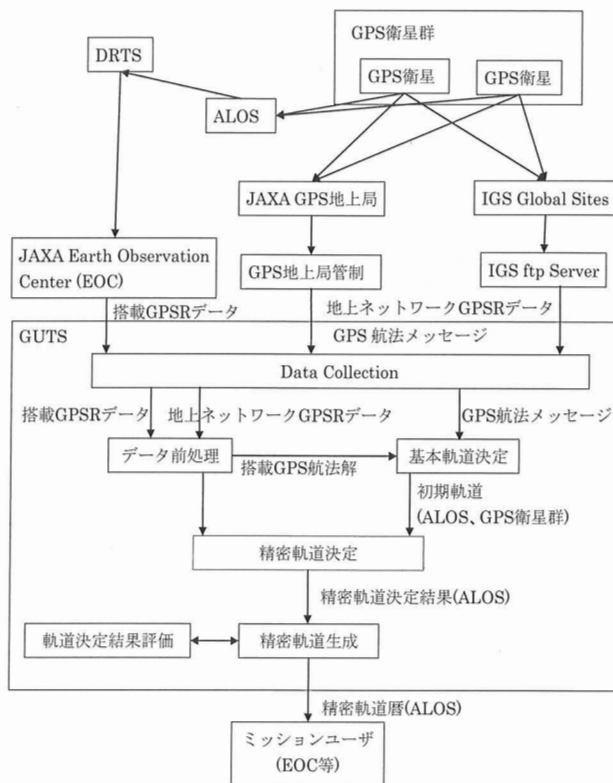 GPS衛星群
DRTS
GPS衛星
GPS衛星
ALOS
JAXA GPS地上局
IGS Global Sites
JAXA Earth Observation
Center (EOC)
GPS地上局管制
IGS ftp Server
搭載GPSRデータ
地上ネットワークGPSRデータ
GUTS
GPS 航法メッセージ
Data Collection
搭載GPSRデータ
地上ネットワークGPSRデータ
GPS航法メッセージ
データ前処理
搭載GPS航法解
基本軌道決定
初期軌道
(ALOS、GPS衛星群)
精密軌道決定
精密軌道決定結果(ALOS)
軌道決定結果評価
精密軌道生成
精密軌道暦(ALOS)
ミッションユーザ
(EOC等)